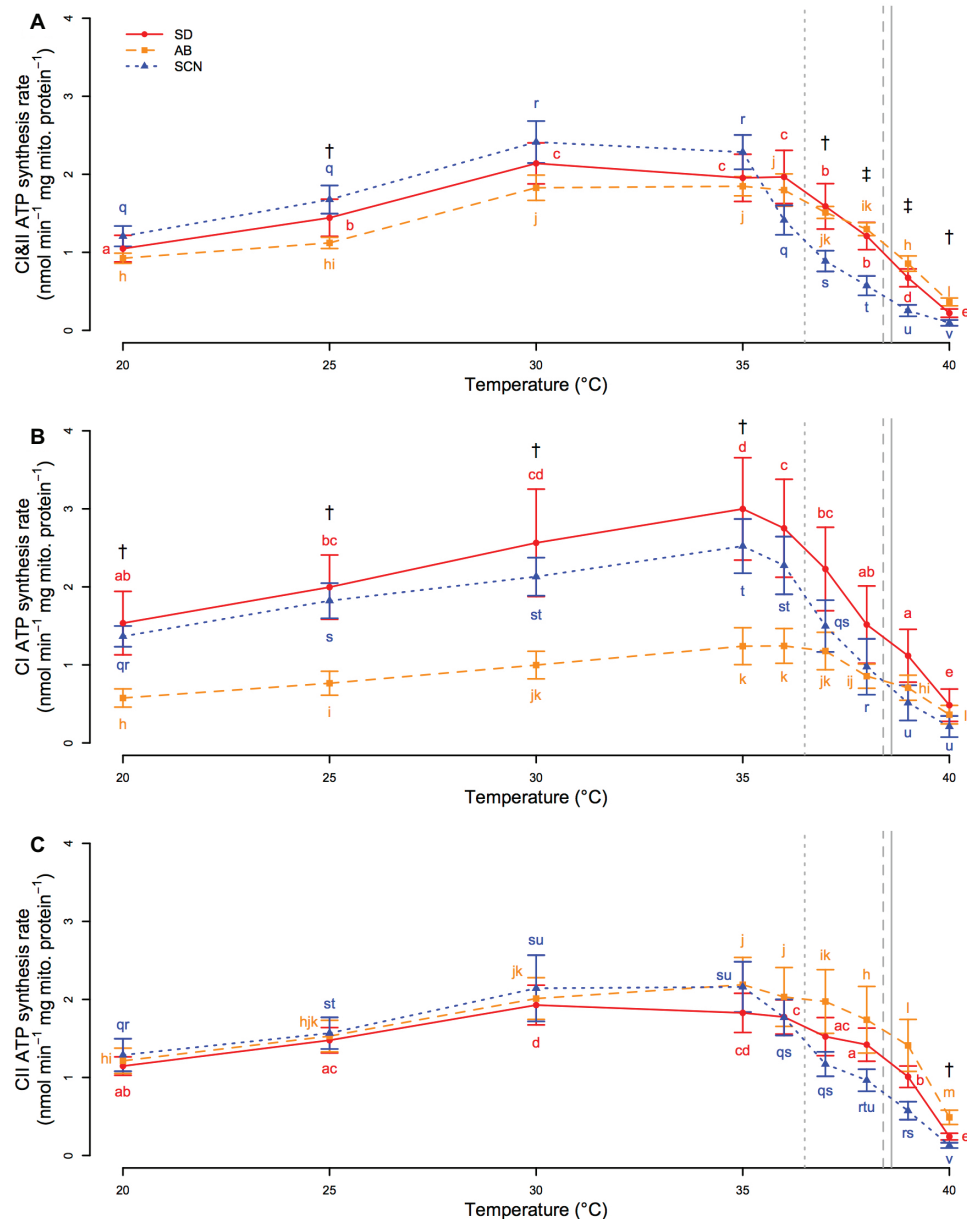 A
SD
AB
SCN
CI&II ATP synthesis rate
(nmol min−1 mg mito. protein−1)
4
3
2
1
0
a
q
h
†
q
b
hi
r
c
j
r
c
j
c
j
q
†
b
jk
s
‡
ik
b
t
‡
h
d
u
†
l
e
v
20
25
30
35
40
Temperature (°C)
B
CI ATP synthesis rate
(nmol min−1 mg mito. protein−1)
4
3
2
1
0
†
ab
qr
h
†
bc
s
i
†
cd
st
jk
†
d
t
k
c
st
k
bc
qs
jk
ab
ij
r
a
hi
u
e
l
u
20
25
30
35
40
Temperature (°C)
C
CII ATP synthesis rate
(nmol min−1 mg mito. protein−1)
4
3
2
1
0
qr
hi
ab
st
hjk
ac
su
jk
d
j
su
cd
j
c
qs
ik
ac
qs
h
a
rtu
l
b
rs
†
m
e
v
20
25
30
35
40
Temperature (°C)